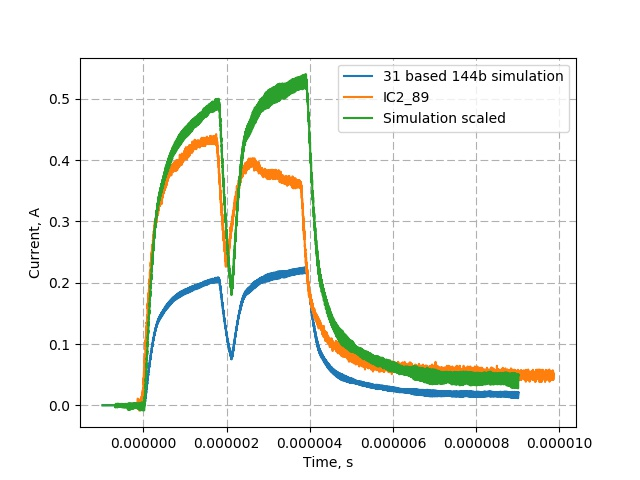 31 based 144b simulation
IC2_89
Simulation scaled
Current, A
0.5
0.4
0.3
0.2
0.1
0.0
0.000000 0.000002 0.000004 0.000006 0.000008 0.000010
Time, s